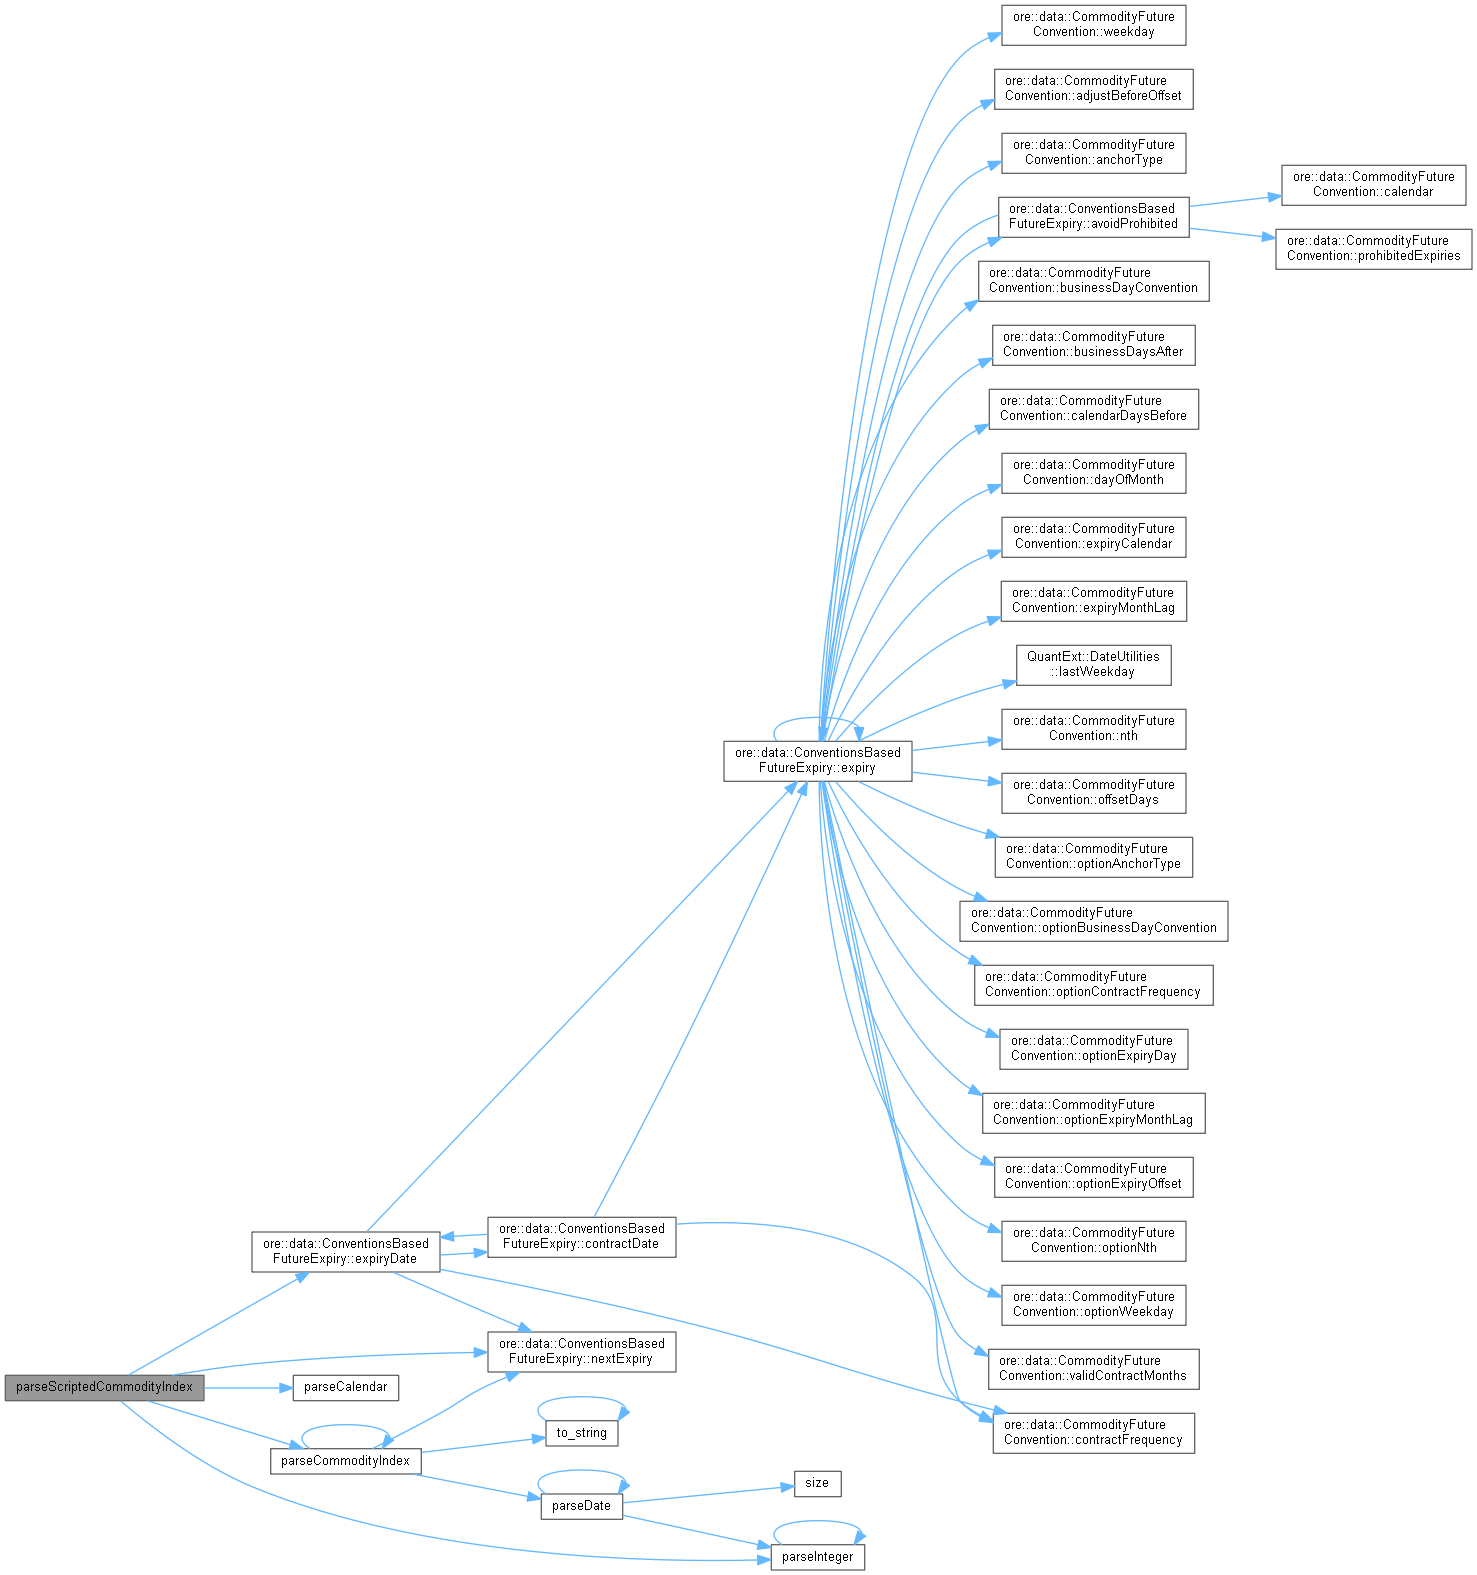 ore::data::CommodityFuture
Convention::weekday
ore::data::CommodityFuture
Convention::adjustBeforeOffset
ore::data::CommodityFuture
Convention::anchorType
ore::data::CommodityFuture
Convention::calendar
ore::data::ConventionsBased
FutureExpiry::avoidProhibited
ore::data::CommodityFuture
Convention::prohibitedExpiries
ore::data::CommodityFuture
Convention::businessDayConvention
ore::data::CommodityFuture
Convention::businessDaysAfter
ore::data::CommodityFuture
Convention::calendarDaysBefore
ore::data::CommodityFuture
Convention::dayOfMonth
ore::data::CommodityFuture
Convention::expiryCalendar
ore::data::CommodityFuture
Convention::expiryMonthLag
QuantExt::DateUtilities
::lastWeekday
ore::data::CommodityFuture
Convention::nth
ore::data::ConventionsBased
FutureExpiry::expiry
ore::data::CommodityFuture
Convention::offsetDays
ore::data::CommodityFuture
Convention::optionAnchorType
ore::data::CommodityFuture
Convention::optionBusinessDayConvention
ore::data::CommodityFuture
Convention::optionContractFrequency
ore::data::CommodityFuture
Convention::optionExpiryDay
ore::data::CommodityFuture
Convention::optionExpiryMonthLag
ore::data::CommodityFuture
Convention::optionExpiryOffset
ore::data::CommodityFuture
Convention::optionNth
ore::data::ConventionsBased
FutureExpiry::contractDate
ore::data::ConventionsBased
FutureExpiry::expiryDate
ore::data::CommodityFuture
Convention::optionWeekday
ore::data::ConventionsBased
FutureExpiry::nextExpiry
ore::data::CommodityFuture
Convention::validContractMonths
parseScriptedCommodityIndex
parseCalendar
ore::data::CommodityFuture
Convention::contractFrequency
to_string
parseCommodityIndex
size
parseDate
parseInteger